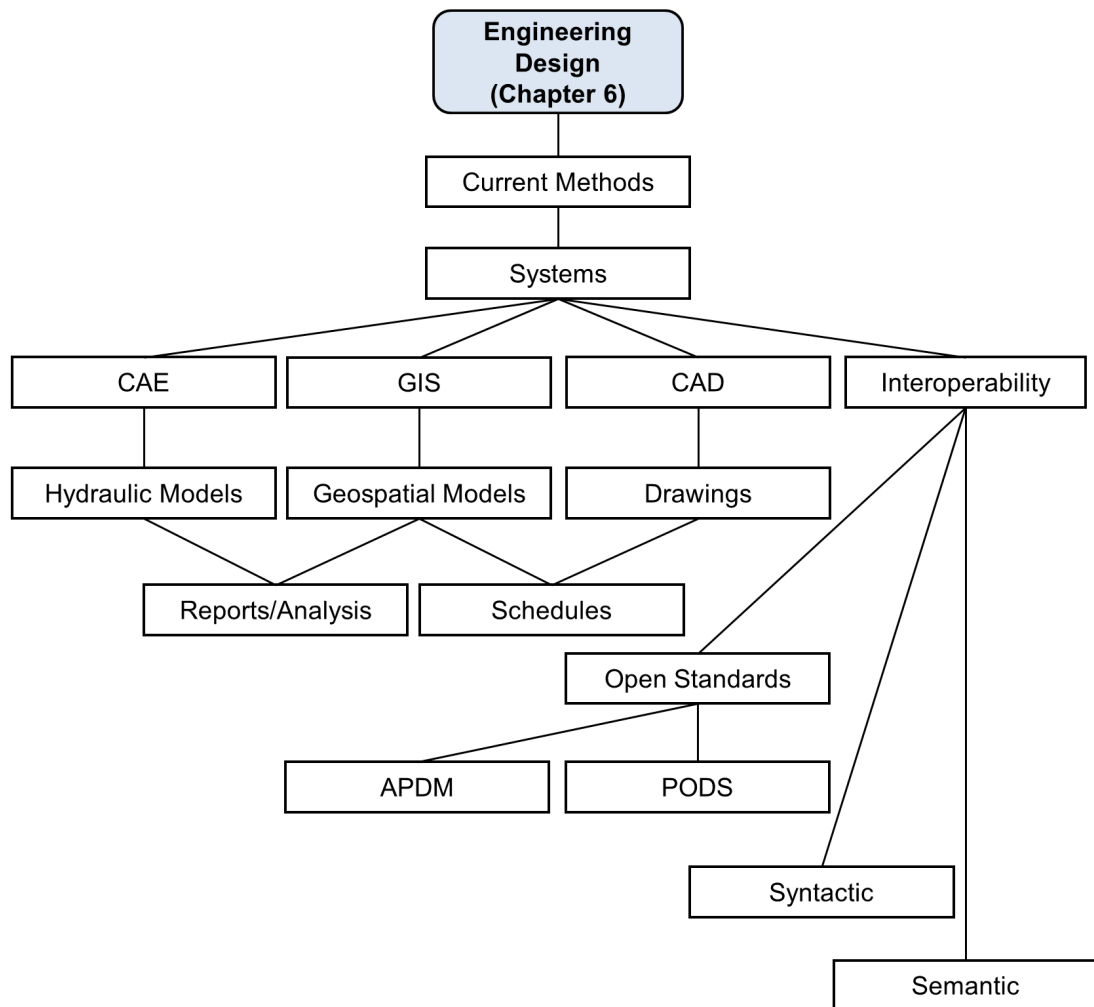 Engineering
Design
(Chapter 6)
Current Methods
Systems
CAE
GIS
CAD
Interoperability
Hydraulic Models
Geospatial Models
Drawings
Reports/Analysis
Schedules
Open Standards
APDM
PODS
Syntactic
Semantic